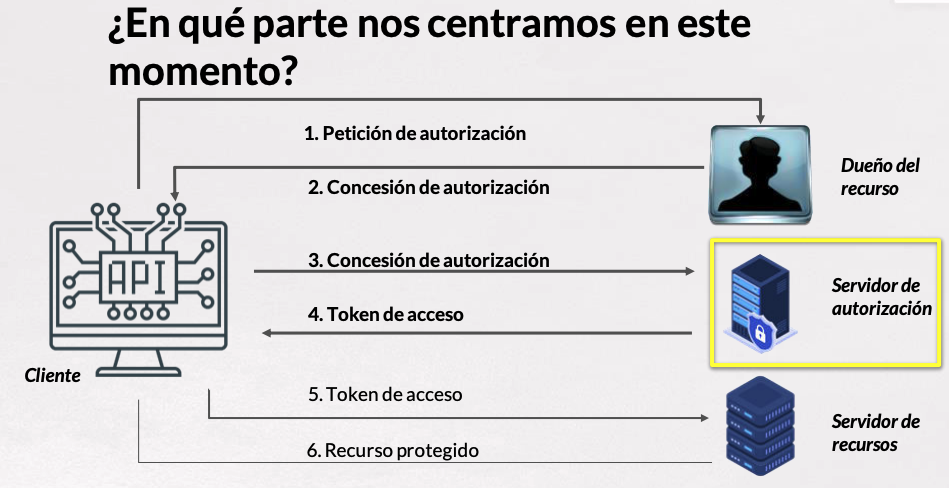 ¿En qué parte nos centramos en este
momento?
1. Petición de autorización
2. Concesión de autorización
Dueño del
recurso
API
3. Concesión de autorización
Servidor de
autorización
4. Token de acceso
Cliente
5. Token de acceso
Servidor de
recursos
6. Recurso protegido